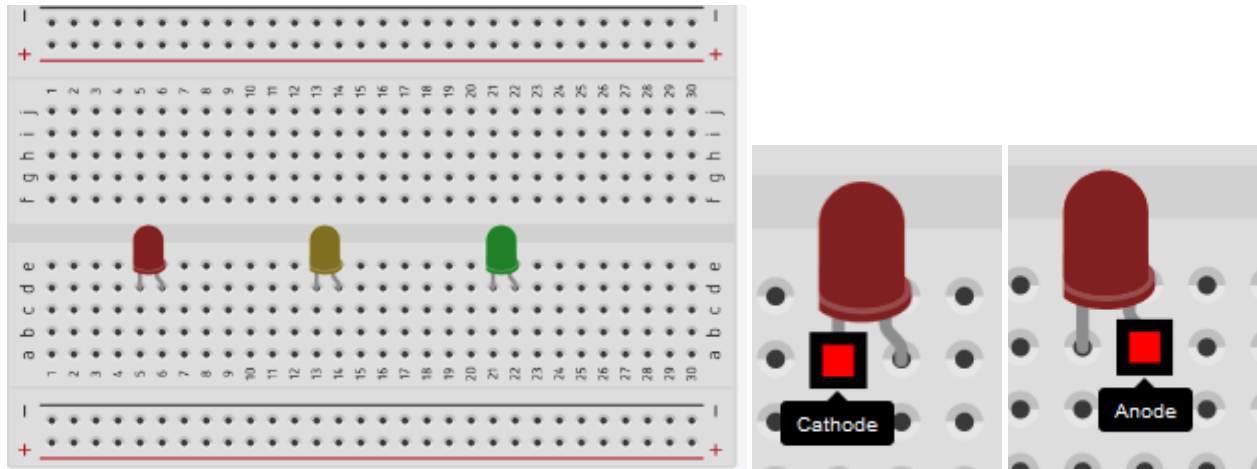 − −
+ +
1 2 3 4 5 6 7 8 9 10 11 12 13 14 15 16 17 18 19 20 21 22 23 24 25 26 27 28 29 30
j j
i i
h h
g g
f f
e e
d d
c c
b b
a a
1 2 3 4 5 6 7 8 9 10 11 12 13 14 15 16 17 18 19 20 21 22 23 24 25 26 27 28 29 30
− −
+ +
Cathode
Anode